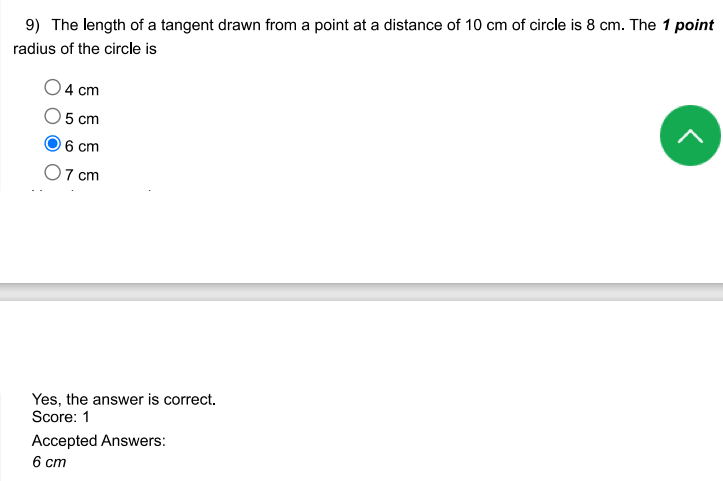 9) The length of a tangent drawn from a point at a distance of 10 cm of circle is 8 cm. The 1 point
radius of the circle is
4 cm
5 cm
6 cm
7 cm
Yes, the answer is correct.
Score: 1
Accepted Answers:
6 cm